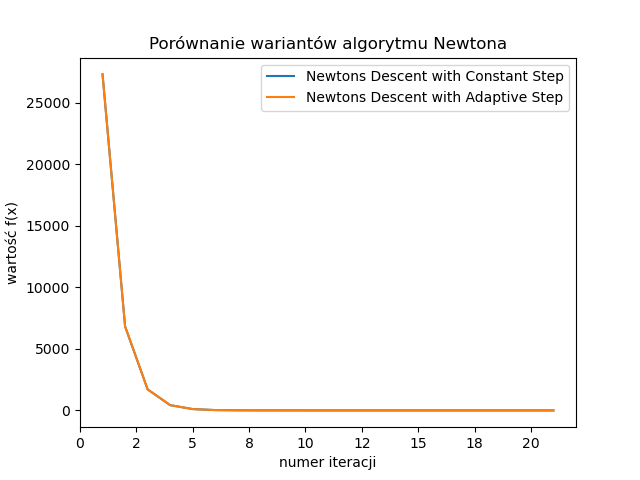 Porównanie wariantów algorytmu Newtona
Newtons Descent with Constant Step
Newtons Descent with Adaptive Step
wartość f(x)
25000
20000
15000
10000
5000
0
0 2 5 8 10 12 15 18 20
numer iteracji